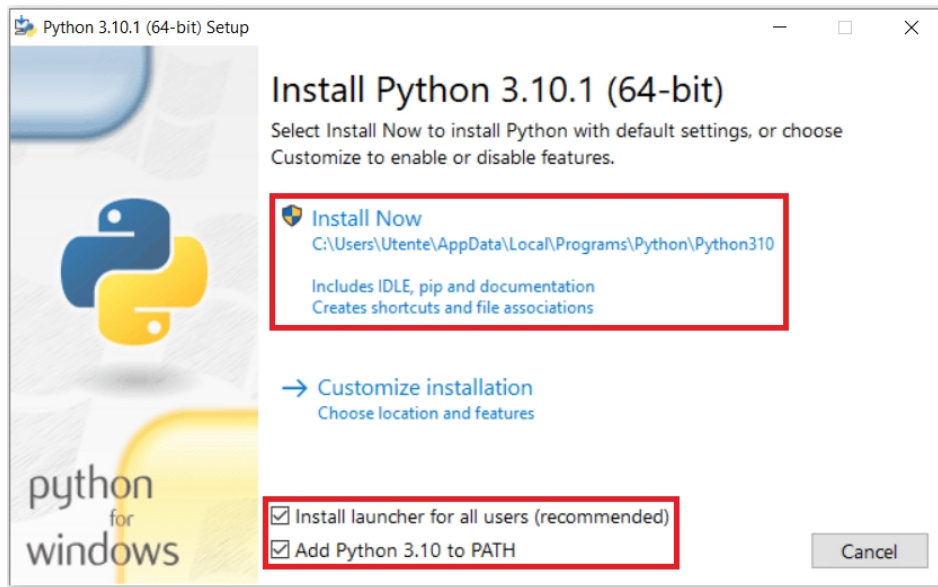 Python 3.10.1 (64-bit) Setup
Install Python 3.10.1 (64-bit)
Select Install Now to install Python with default settings, or choose
Customize to enable or disable features.
Install Now
C:\Users\Utente\AppData\Local\Programs\Python\Python310
Includes IDLE, pip and documentation
Creates shortcuts and file associations
Customize installation
Choose location and features
python
for
windows
Install launcher for all users (recommended)
Add Python 3.10 to PATH
Cancel